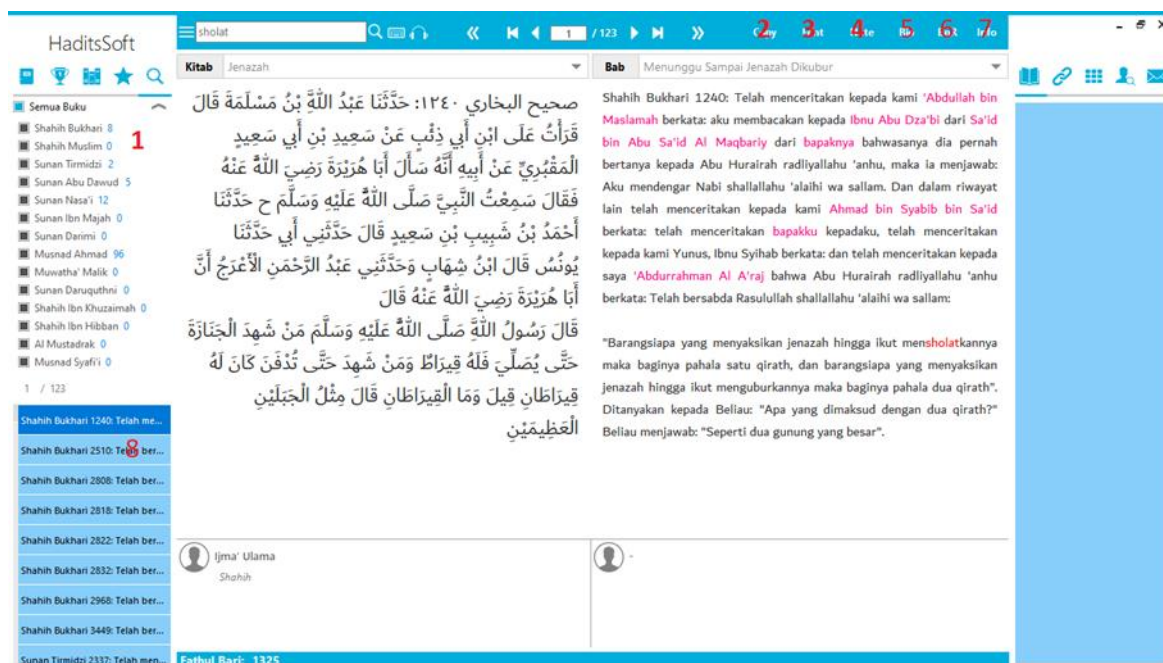 HaditsSoft
sholat
1 / 123
2 3 4 5 6 7
Info
Semua Buku
Shahih Bukhari 8
Shahih Muslim 0
1
Sunan Tirmidzi 2
Sunan Abu Dawud 5
Sunan Nasa'i 12
Sunan Ibn Majah 0
Sunan Darimi 0
Musnad Ahmad 96
Muwatha' Malik 0
Sunan Daruquthni 0
Shahih Ibn Khuzaimah 0
Shahih Ibn Hibban 0
Al Mustadrak 0
Musnad Syafi'i 0
1 / 123
Shahih Bukhari 1240: Telah me...
Shahih Bukhari 2510: Telah ber...
8
Shahih Bukhari 2808: Telah ber...
Shahih Bukhari 2818: Telah ber...
Shahih Bukhari 2822: Telah ber...
Shahih Bukhari 2832: Telah ber...
Shahih Bukhari 2968: Telah ber...
Shahih Bukhari 3449: Telah ber...
Sunan Tirmidzi 2337: Telah men...
Kitab Jenazah
صحيح البخاري ١٢٤٠: حَدَّثَنَا عَبْدُ اللَّهِ بْنُ مَسْلَمَةَ قَالَ
قَرَأْتُ عَلَى ابْنِ أَبِي ذِئْبٍ عَنْ سَعِيدِ بْنِ أَبِي سَعِيدٍ
الْمَقْبُرِيِّ عَنْ أَبِيهِ أَنَّهُ سَأَلَ أَبَا هُرَيْرَةَ رَضِيَ اللَّهُ عَنْهُ
فَقَالَ سَمِعْتُ النَّبِيَّ صَلَّى اللَّهُ عَلَيْهِ وَسَلَّمَ ح حَدَّثَنَا
أَحْمَدُ بْنُ شَبِيبِ بْنِ سَعِيدٍ قَالَ حَدَّثَنِي أَبِي حَدَّثَنَا
يُونُسُ قَالَ ابْنُ شِهَابٍ وَحَدَّثَنِي عَبْدُ الرَّحْمَنِ الْأَعْرَجُ أَنَّ
أَبَا هُرَيْرَةَ رَضِيَ اللَّهُ عَنْهُ قَالَ
قَالَ رَسُولُ اللَّهِ صَلَّى اللَّهُ عَلَيْهِ وَسَلَّمَ مَنْ شَهِدَ الْجَنَازَةَ
حَتَّى يُصَلِّيَ فَلَهُ قِيرَاطٌ وَمَنْ شَهِدَ حَتَّى تُدْفَنَ كَانَ لَهُ
قِيرَاطَانِ قِيلَ وَمَا الْقِيرَاطَانِ قَالَ مِثْلُ الْجَبَلَيْنِ
الْعَظِيمَيْنِ
Bab Menunggu Sampai Jenazah Dikubur
Shahih Bukhari 1240: Telah menceritakan kepada kami 'Abdullah bin
Maslamah berkata: aku membacakan kepada Ibnu Abu Dza'bi dari Sa'id
bin Abu Sa'id Al Maqbariy dari bapaknya bahwasanya dia pernah
bertanya kepada Abu Hurairah radliyallahu 'anhu, maka ia menjawab:
Aku mendengar Nabi shallallahu 'alaihi wa sallam. Dan dalam riwayat
lain telah menceritakan kepada kami Ahmad bin Syabib bin Sa'id
berkata: telah menceritakan bapakku kepadaku, telah menceritakan
kepada kami Yunus, Ibnu Syihab berkata: dan telah menceritakan kepada
saya 'Abdurrahman Al A'raj bahwa Abu Hurairah radliyallahu 'anhu
berkata: Telah bersabda Rasulullah shallallahu 'alaihi wa sallam:
"Barangsiapa yang menyaksikan jenazah hingga ikut mensholatkannya
maka baginya pahala satu qirath, dan barangsiapa yang menyaksikan
jenazah hingga ikut menguburkannya maka baginya pahala dua qirath".
Ditanyakan kepada Beliau: "Apa yang dimaksud dengan dua qirath?"
Beliau menjawab: "Seperti dua gunung yang besar".
Ijma' Ulama
Shahih
-
Fathul Bari: 1325